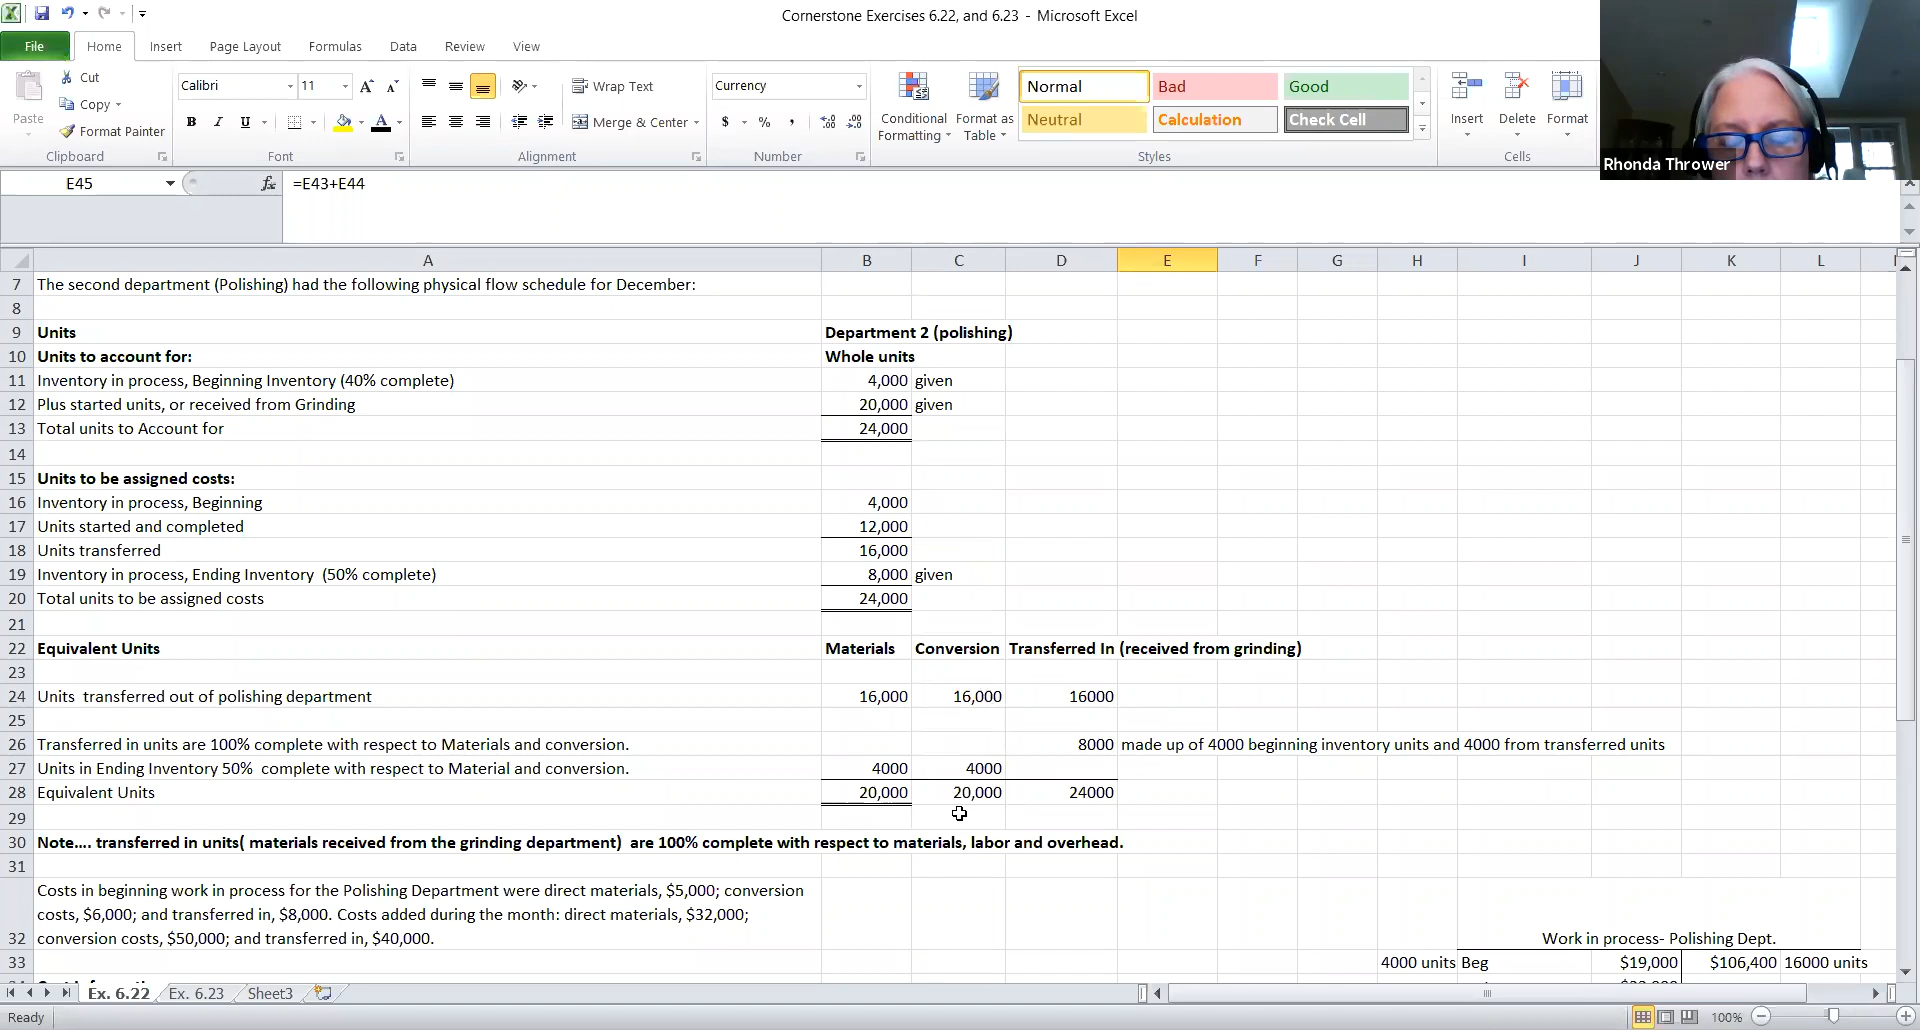 Cornerstone Exercises 6.22, and 6.23 - Microsoft Excel
File Home Insert Page Layout Formulas Data Review View
Paste
Cut
Copy
Format Painter
Clipboard
Calibri 11
B I U
Font
Wrap Text
Merge & Center
Alignment
Currency
$ % ,
Number
Conditional Formatting
Format as Table
Normal Bad Good
Neutral Calculation Check Cell
Styles
Insert Delete Format
Cells
Rhonda Thrower
E45 fx =E43+E44
A B C D E F G H I J K L
7 The second department (Polishing) had the following physical flow schedule for December:
8
9 Units Department 2 (polishing)
10 Units to account for: Whole units
11 Inventory in process, Beginning Inventory (40% complete) 4,000 given
12 Plus started units, or received from Grinding 20,000 given
13 Total units to Account for 24,000
14
15 Units to be assigned costs:
16 Inventory in process, Beginning 4,000
17 Units started and completed 12,000
18 Units transferred 16,000
19 Inventory in process, Ending Inventory (50% complete) 8,000 given
20 Total units to be assigned costs 24,000
21
22 Equivalent Units Materials Conversion Transferred In (received from grinding)
23
24 Units transferred out of polishing department 16,000 16,000 16000
25
26 Transferred in units are 100% complete with respect to Materials and conversion. 8000 made up of 4000 beginning inventory units and 4000 from transferred units
27 Units in Ending Inventory 50% complete with respect to Material and conversion. 4000 4000
28 Equivalent Units 20,000 20,000 24000
29
30 Note.... transferred in units( materials received from the grinding department) are 100% complete with respect to materials, labor and overhead.
31
Costs in beginning work in process for the Polishing Department were direct materials, $5,000; conversion
costs, $6,000; and transferred in, $8,000. Costs added during the month: direct materials, $32,000;
32 conversion costs, $50,000; and transferred in, $40,000. Work in process- Polishing Dept.
33 4000 units Beg $19,000 $106,400 16000 units
Ex. 6.22 Ex. 6.23 Sheet3
Ready 100%